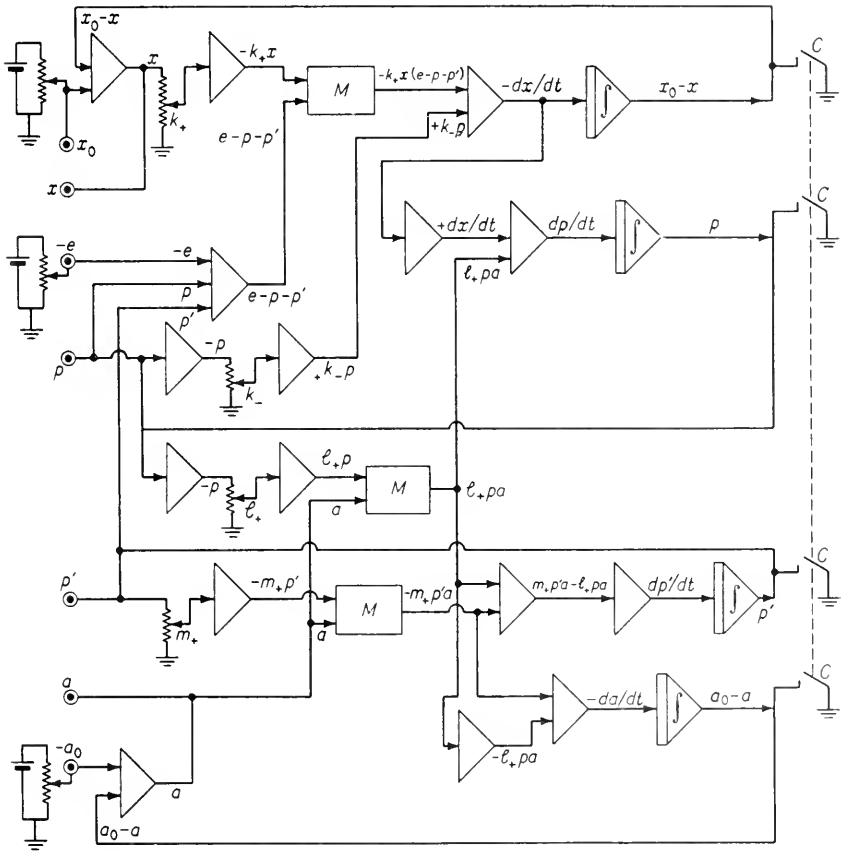 x₀-x
x
-k₊x
k₊
M
-k₊x(e-p-p′)
+k₋p
-dx/dt
∫
x₀-x
C
x₀
x
e-p-p′
+dx/dt
ℓ₊pa
dp/dt
∫
p
C
-e
-e
p
p′
e-p-p′
p
-p
k₋
+k₋p
-p
ℓ₊
ℓ₊p
a
M
ℓ₊pa
p′
m₊
-m₊p′
a
M
-m₊p′a
m₊p′a-ℓ₊pa
dp′/dt
∫
p′
C
a
-ℓ₊pa
-da/dt
∫
a₀-a
C
-a₀
a
a₀-a